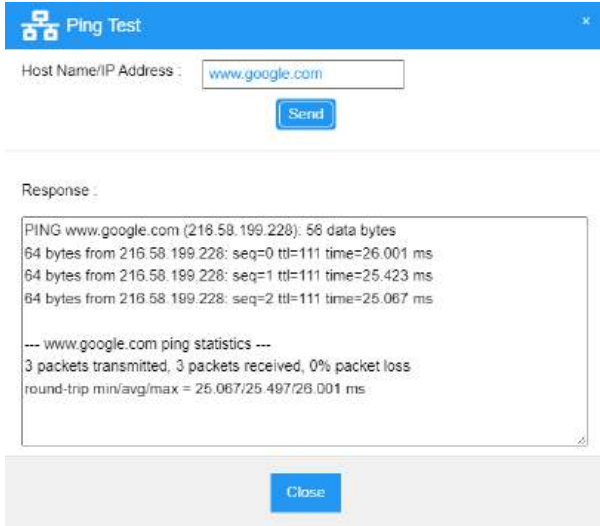 Ping Test
×
Host Name/IP Address :
www.google.com
Send
Response :
PING www.google.com (216.58.199.228): 56 data bytes
64 bytes from 216.58.199.228: seq=0 ttl=111 time=26.001 ms
64 bytes from 216.58.199.228: seq=1 ttl=111 time=25.423 ms
64 bytes from 216.58.199.228: seq=2 ttl=111 time=25.067 ms
--- www.google.com ping statistics ---
3 packets transmitted, 3 packets received, 0% packet loss
round-trip min/avg/max = 25.067/25.497/26.001 ms
Close